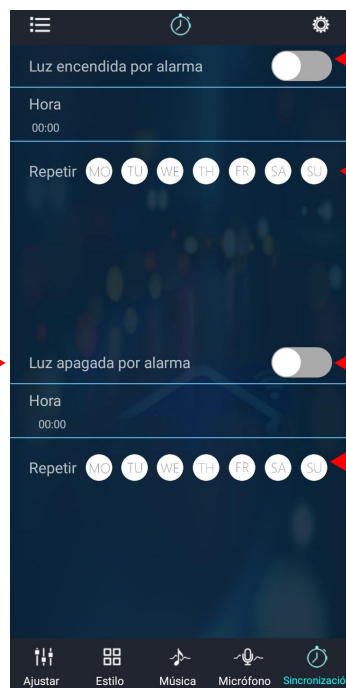 Luz encendida por alarma
Hora
00:00
Repetir MO TU WE TH FR SA SU
Luz apagada por alarma
Hora
00:00
Repetir MO TU WE TH FR SA SU
Ajustar Estilo Música Micrófono Sincronizació